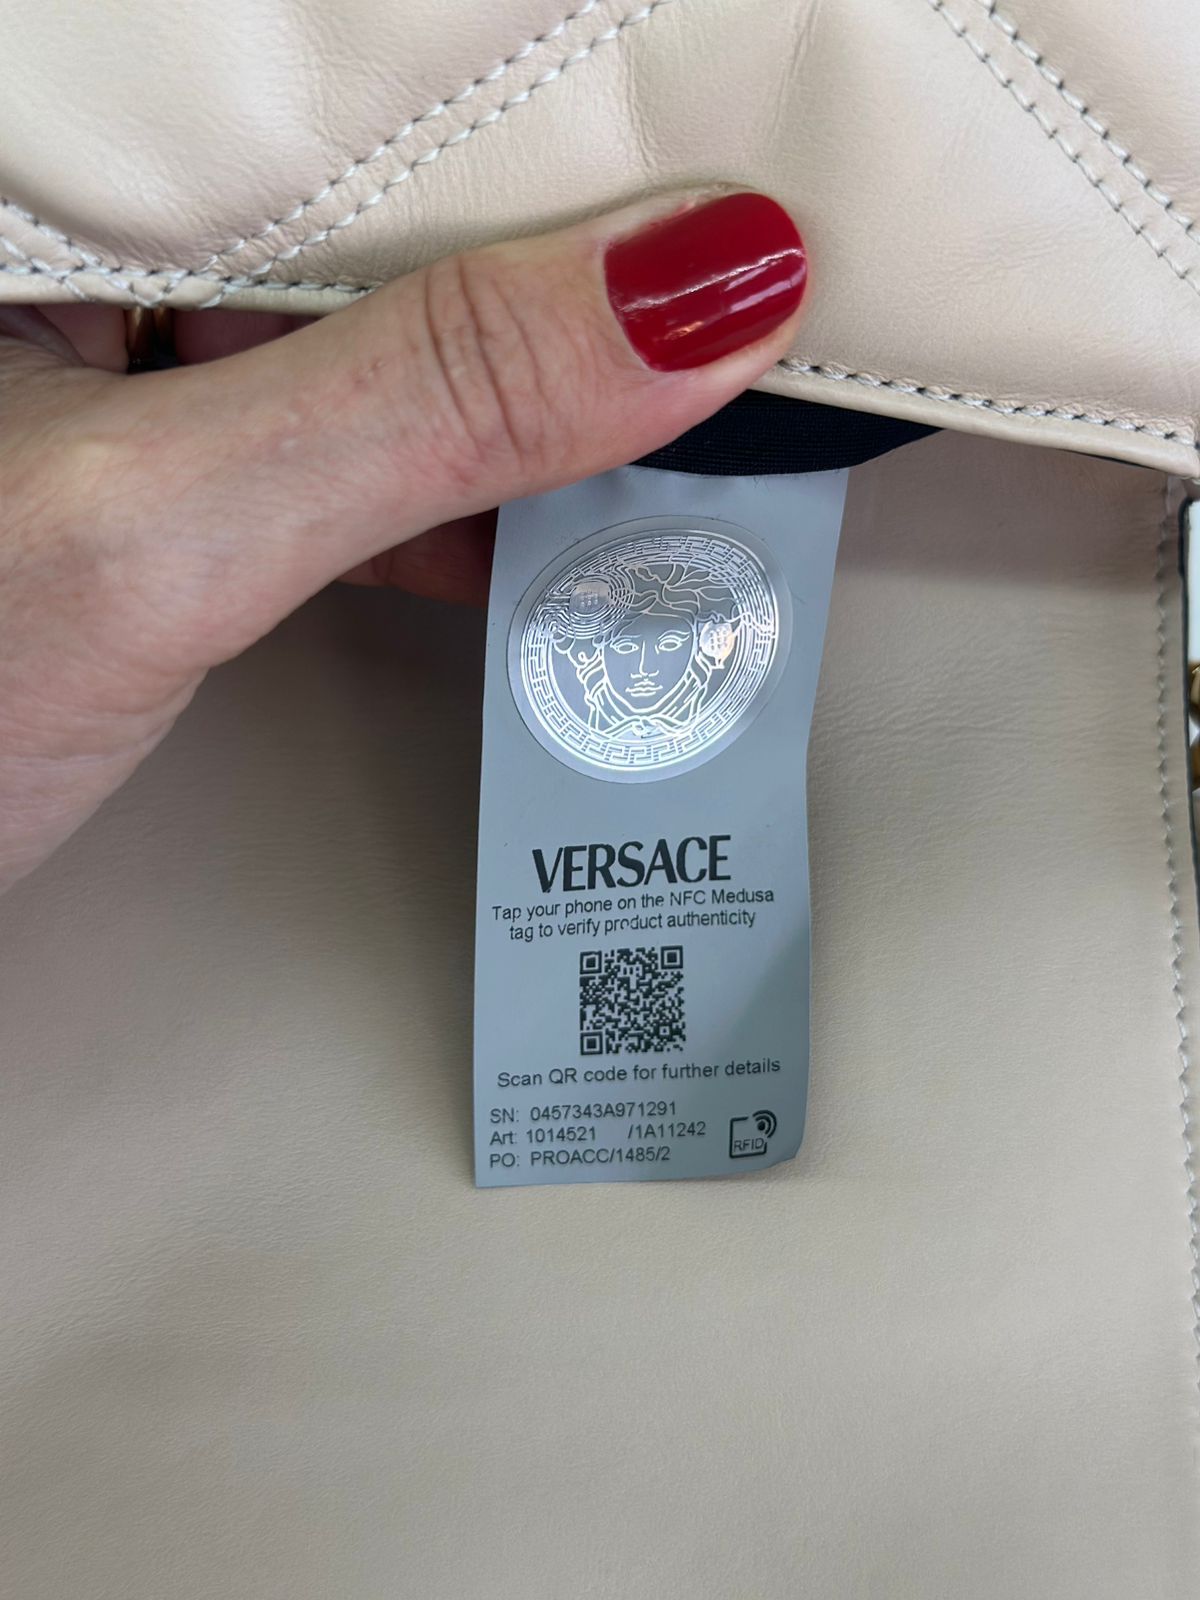 VERSACE
Tap your phone on the NFC Medusa
tag to verify product authenticity
Scan QR code for further details
SN: 0457343A971291
Art: 1014521 /1A11242
PO: PROACC/1485/2
RFID